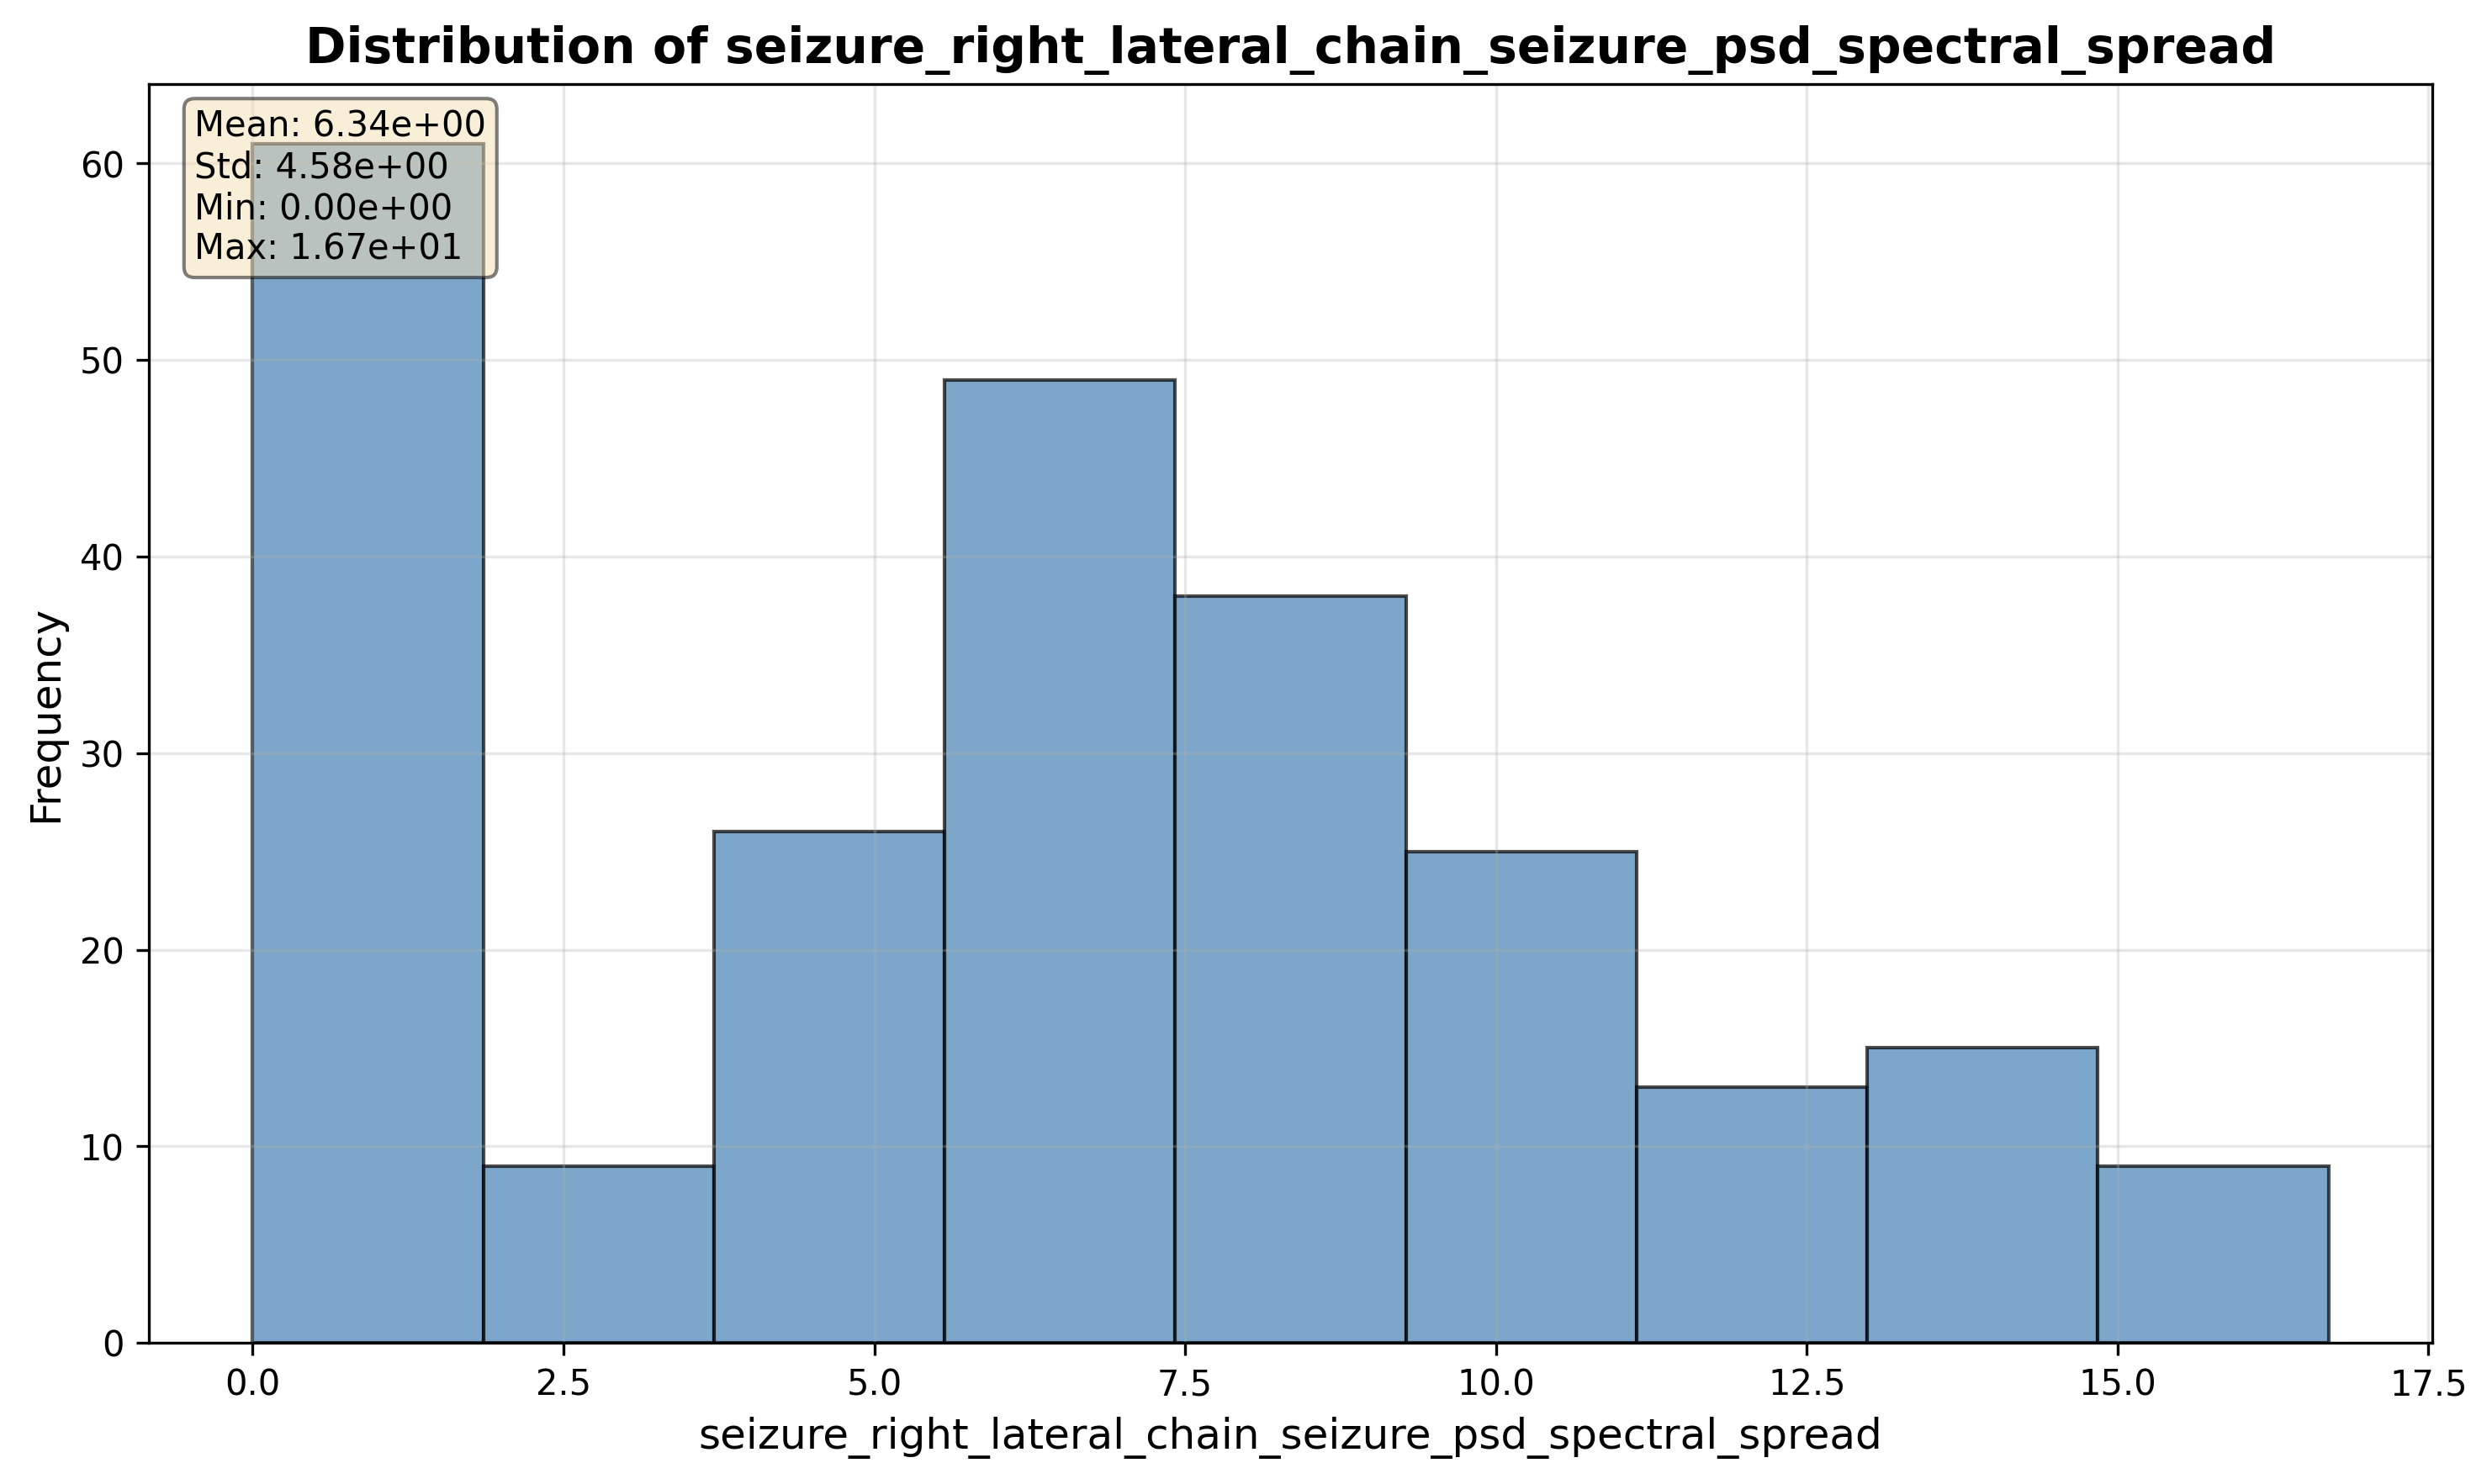 Distribution of seizure_right_lateral_chain_seizure_psd_spectral_spread
Mean: 6.34e+00
Std: 4.58e+00
Min: 0.00e+00
Max: 1.67e+01
60
50
40
30
20
10
0
Frequency
0.0 2.5 5.0 7.5 10.0 12.5 15.0 17.5
seizure_right_lateral_chain_seizure_psd_spectral_spread